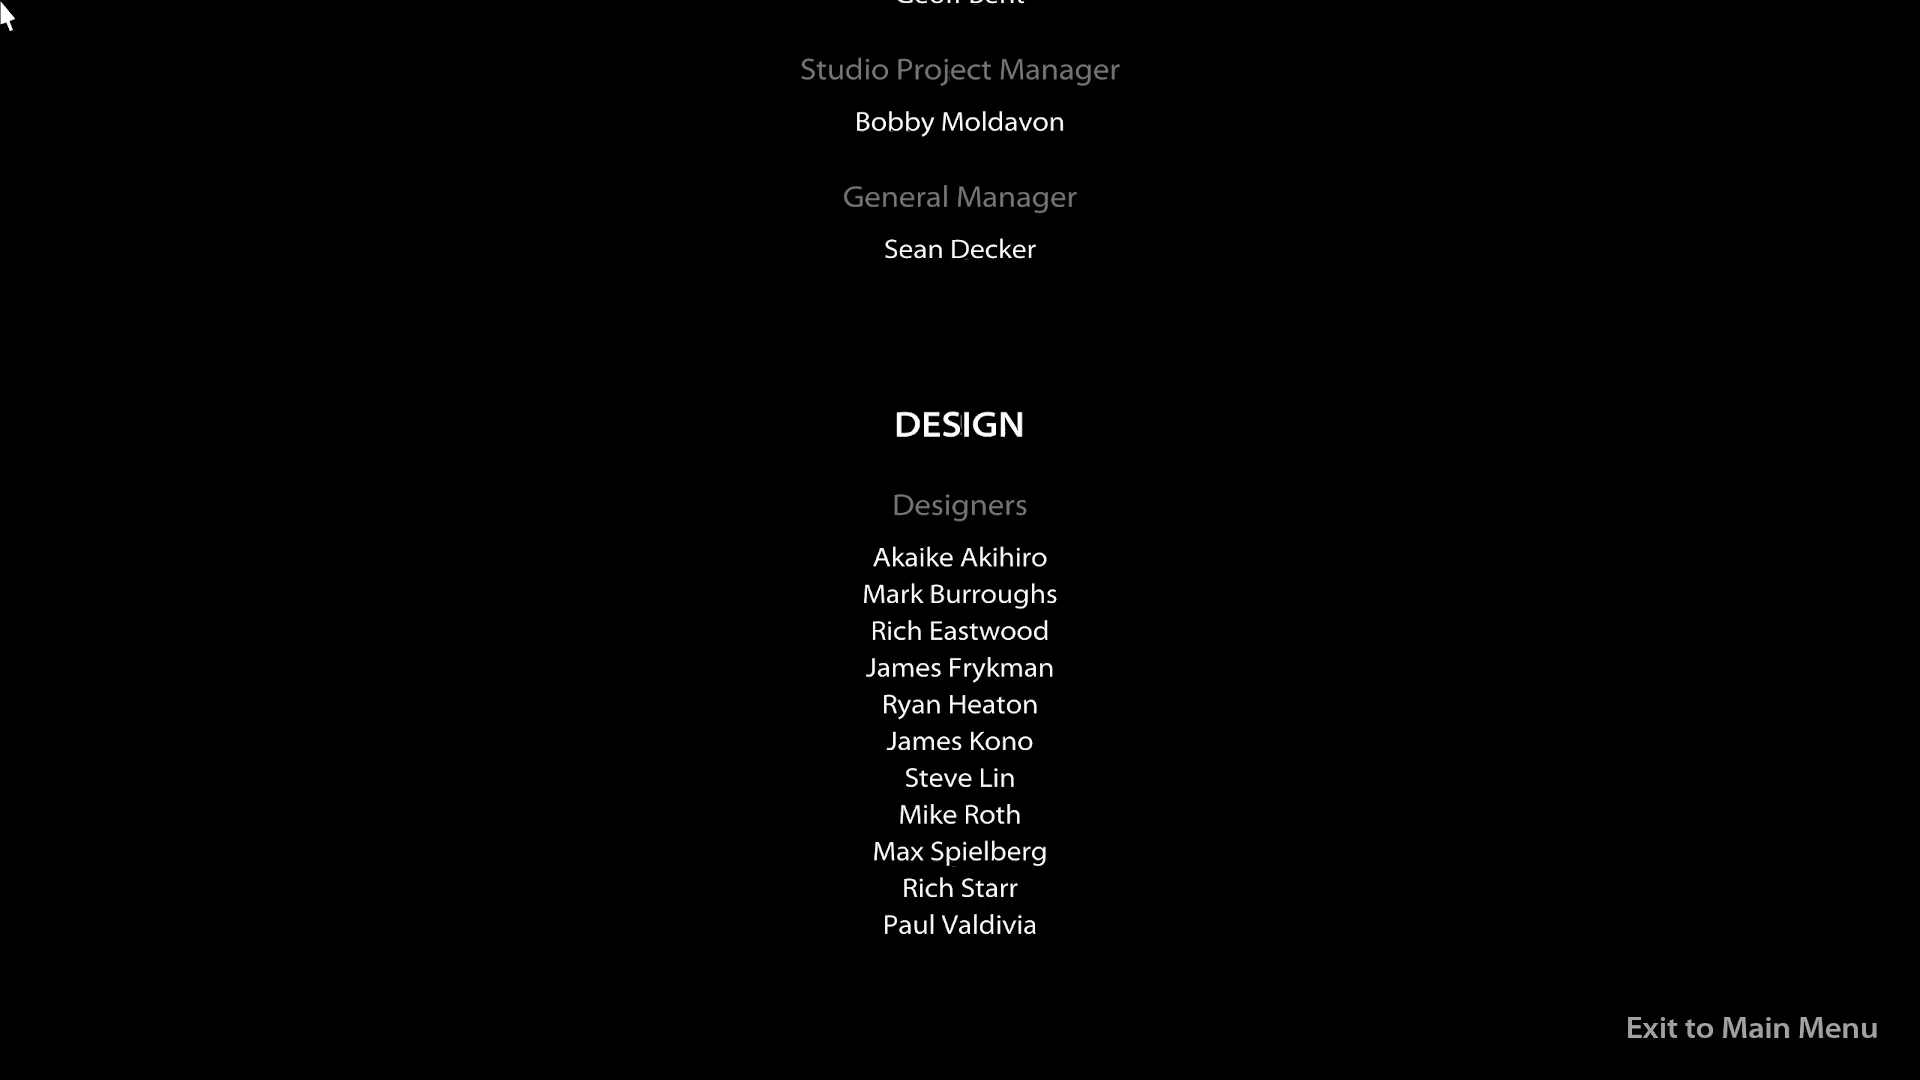 Studio Project Manager
Bobby Moldavon
General Manager
Sean Decker
DESIGN
Designers
Akaike Akihiro
Mark Burroughs
Rich Eastwood
James Frykman
Ryan Heaton
James Kono
Steve Lin
Mike Roth
Max Spielberg
Rich Starr
Paul Valdivia
Exit to Main Menu